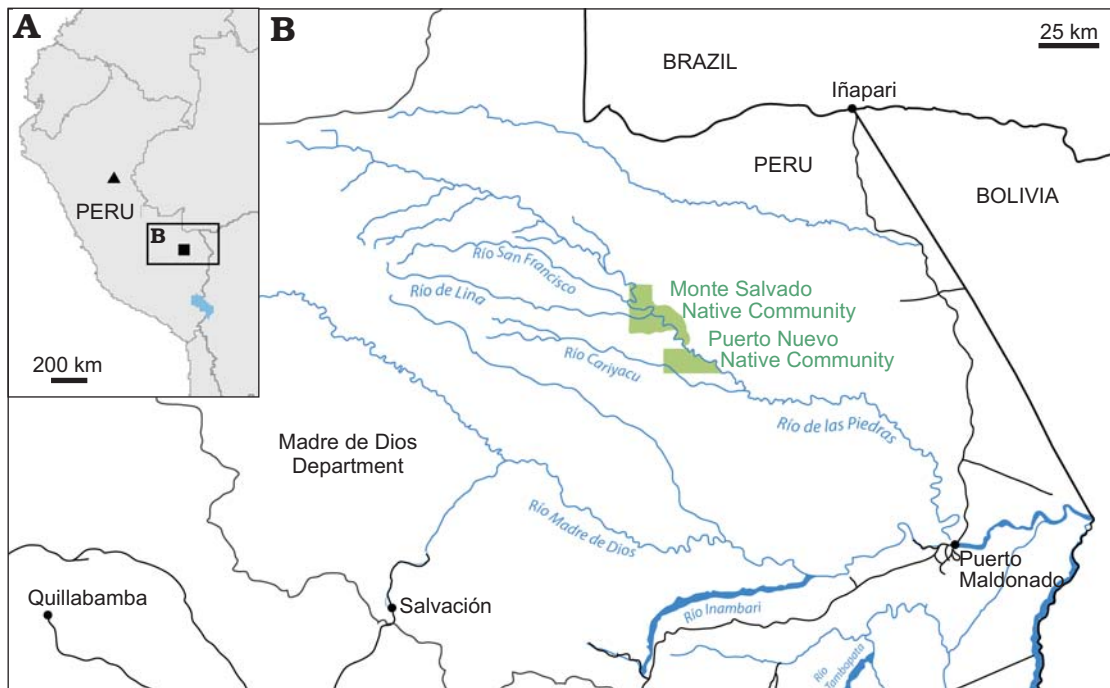 A
PERU
B
200 km
B
25 km
BRAZIL
Iñapari
PERU
BOLIVIA
Río San Francisco
Monte Salvado
Native Community
Río de Lina
Puerto Nuevo
Native Community
Río Cariyacu
Río de las Piedras
Madre de Dios
Department
Río Madre de Dios
Puerto
Maldonado
Quillabamba
Salvación
Río Inambari
Río
Tambopata